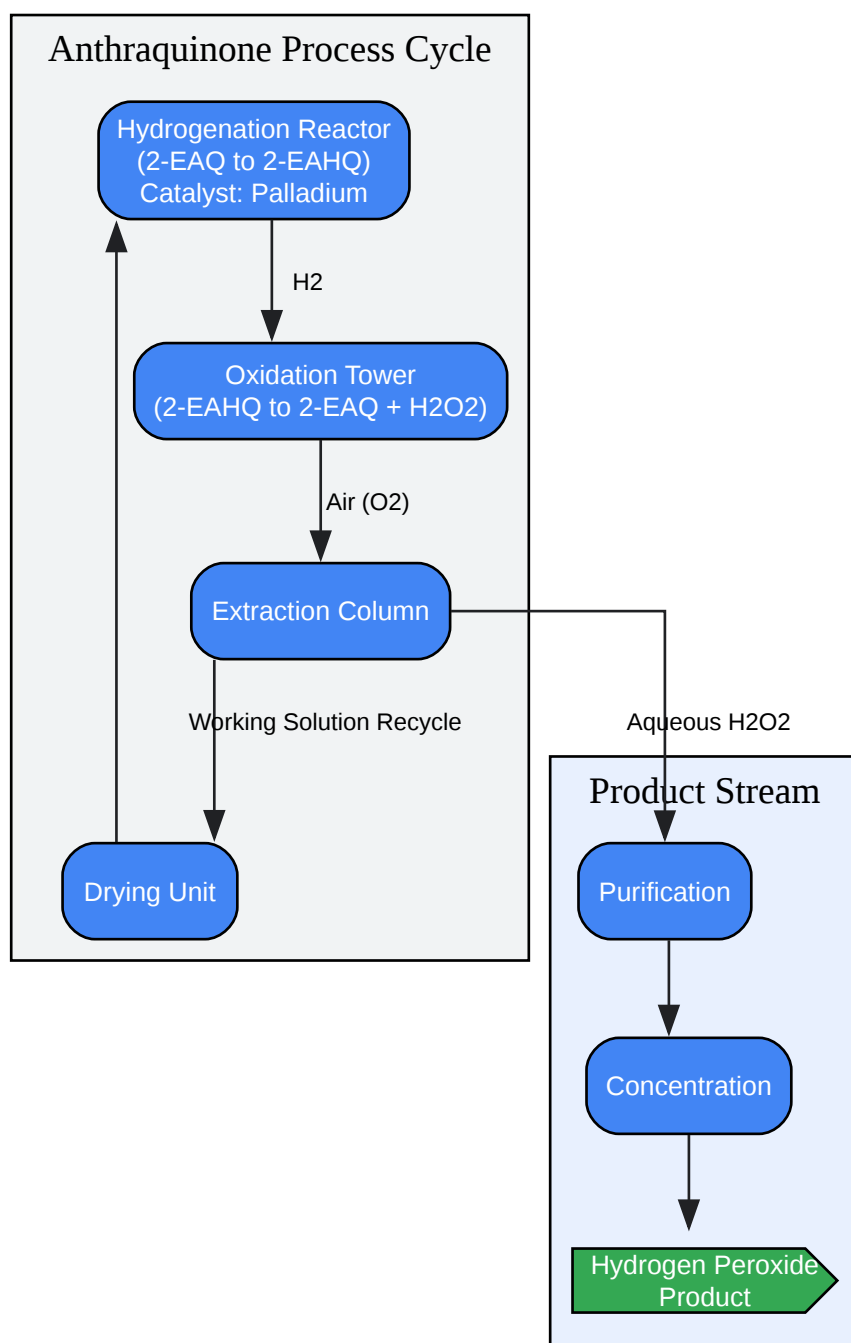 Anthraquinone Process Cycle
Hydrogenation Reactor
(2-EAQ to 2-EAHQ)
Catalyst: Palladium
H2
Oxidation Tower
(2-EAHQ to 2-EAQ + H2O2)
Air (O2)
Extraction Column
Working Solution Recycle
Aqueous H2O2
Product Stream
Drying Unit
Purification
Concentration
Hydrogen Peroxide
Product